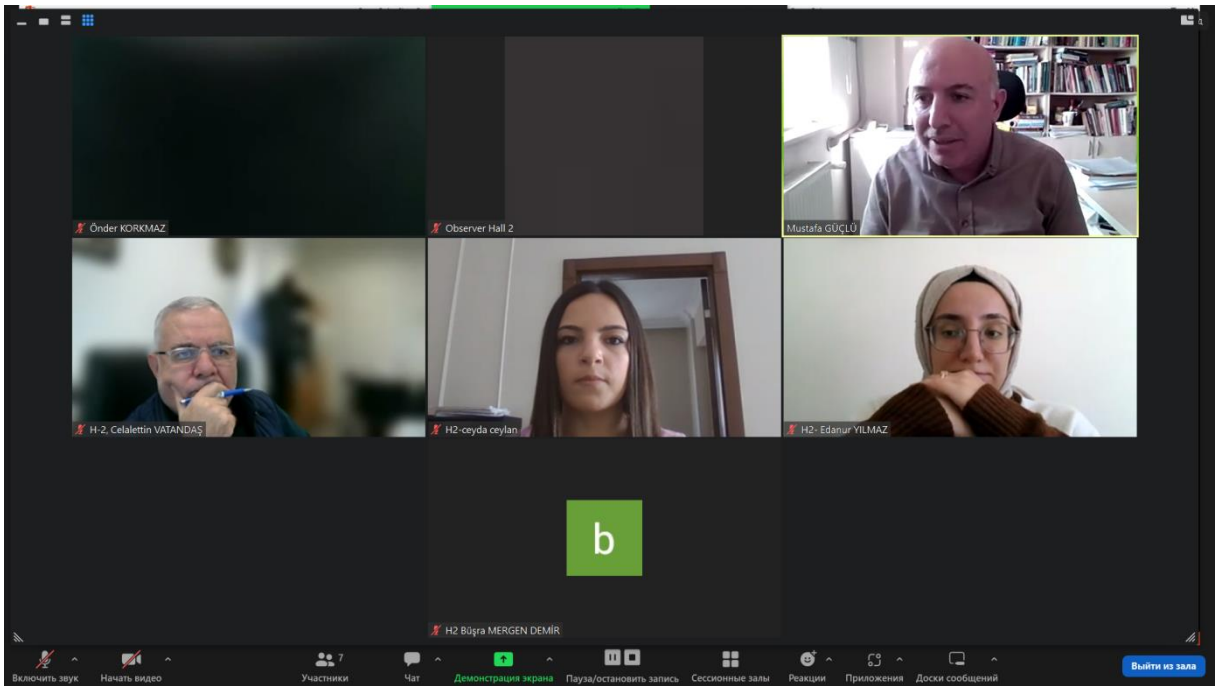 Önder KORKMAZ
Observer Hall 2
Mustafa GÜÇLÜ
H-2, Celalettin VATANDAŞ
H2-ceyda ceylan
H2- Edanur YILMAZ
b
H2 Büşra MERGEN DEMİR
7
Включить звук
Начать видео
Участники
Чат
Демонстрация экрана
Пауза/остановить запись
Сессионные залы
Реакции
Приложения
Доски сообщений
Выйти из зала